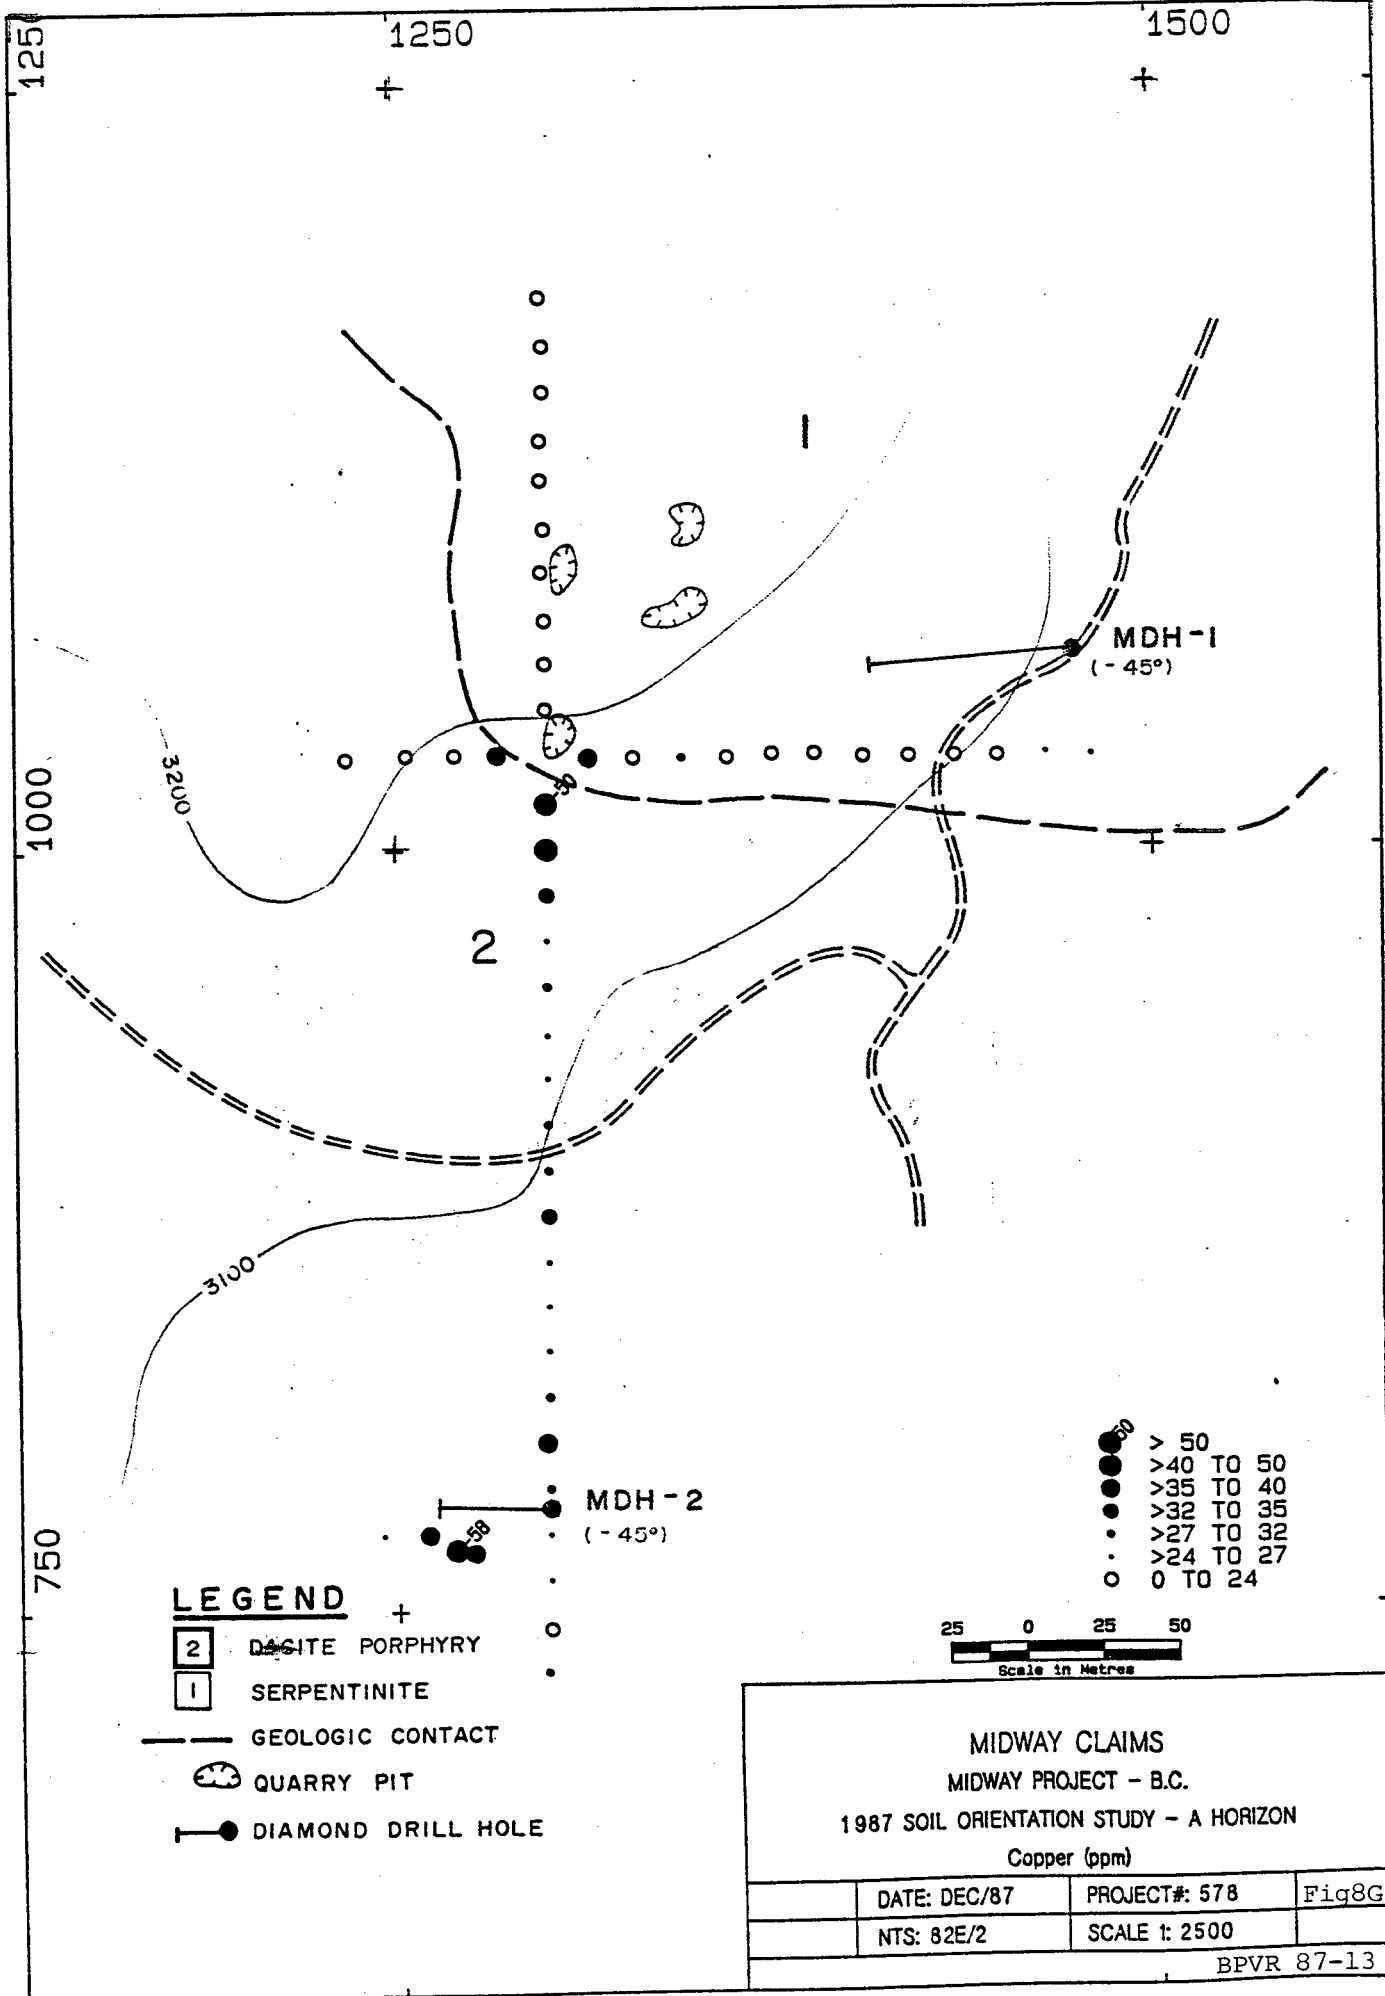 1250
1500
1
MDH-1
(-45°)
3200
1000
-50
2
3100
MDH-2
(-45°)
-58
750
> 50
>40 TO 50
>35 TO 40
>32 TO 35
>27 TO 32
>24 TO 27
0 TO 24
25 0 25 50
Scale in Metres
LEGEND
2 DACITE PORPHYRY
1 SERPENTINITE
GEOLOGIC CONTACT
QUARRY PIT
DIAMOND DRILL HOLE
MIDWAY CLAIMS
MIDWAY PROJECT - B.C.
1987 SOIL ORIENTATION STUDY - A HORIZON
Copper (ppm)
DATE: DEC/87 PROJECT#: 578 Fig8G
NTS: 82E/2 SCALE 1: 2500
BPVR 87-13